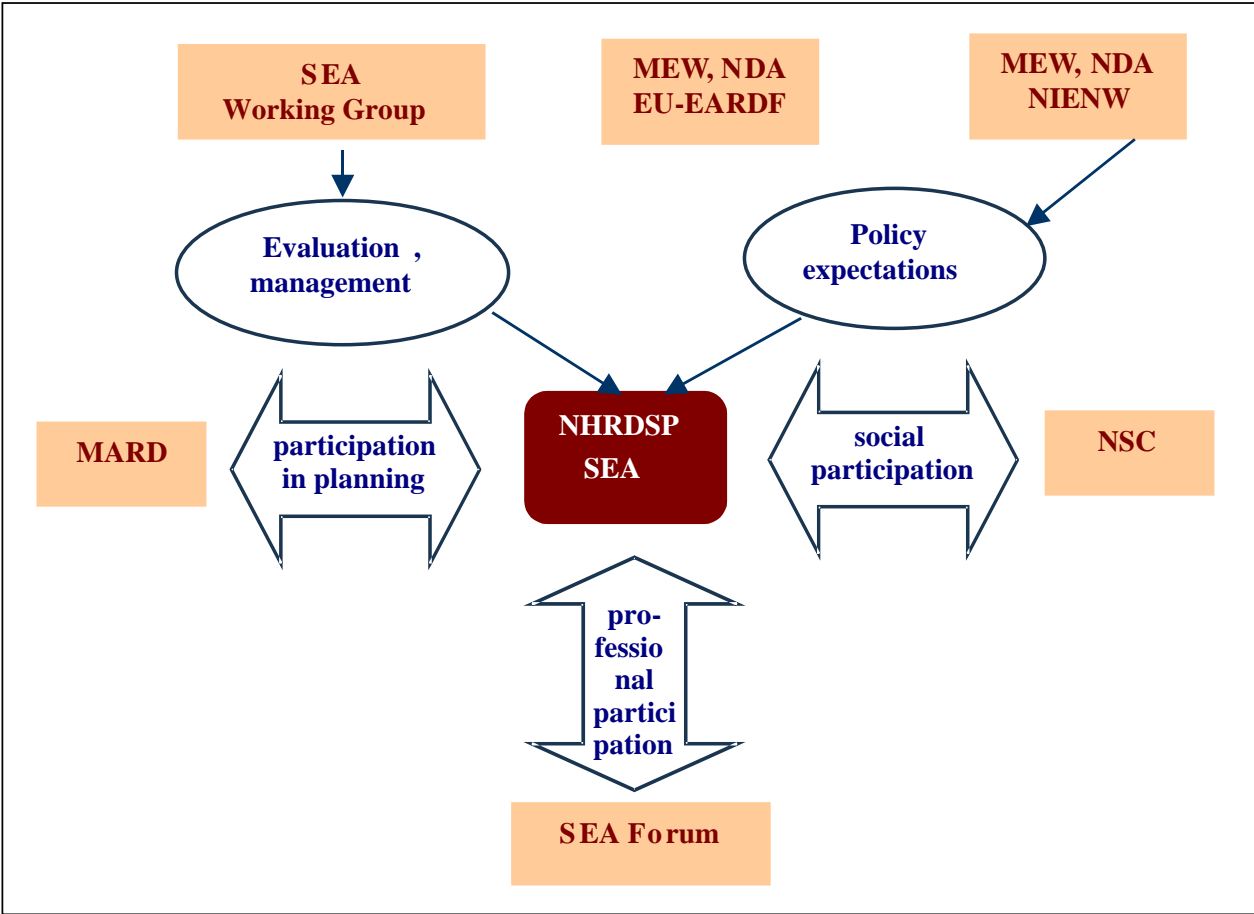 SEA
Working Group
MEW, NDA
EU-EARDF
MEW, NDA
NIENW
Evaluation ,
management
Policy
expectations
MARD
participation
in planning
NHRDSP
SEA
social
participation
NSC
pro-
fessio
nal
partici
pation
SEA Forum